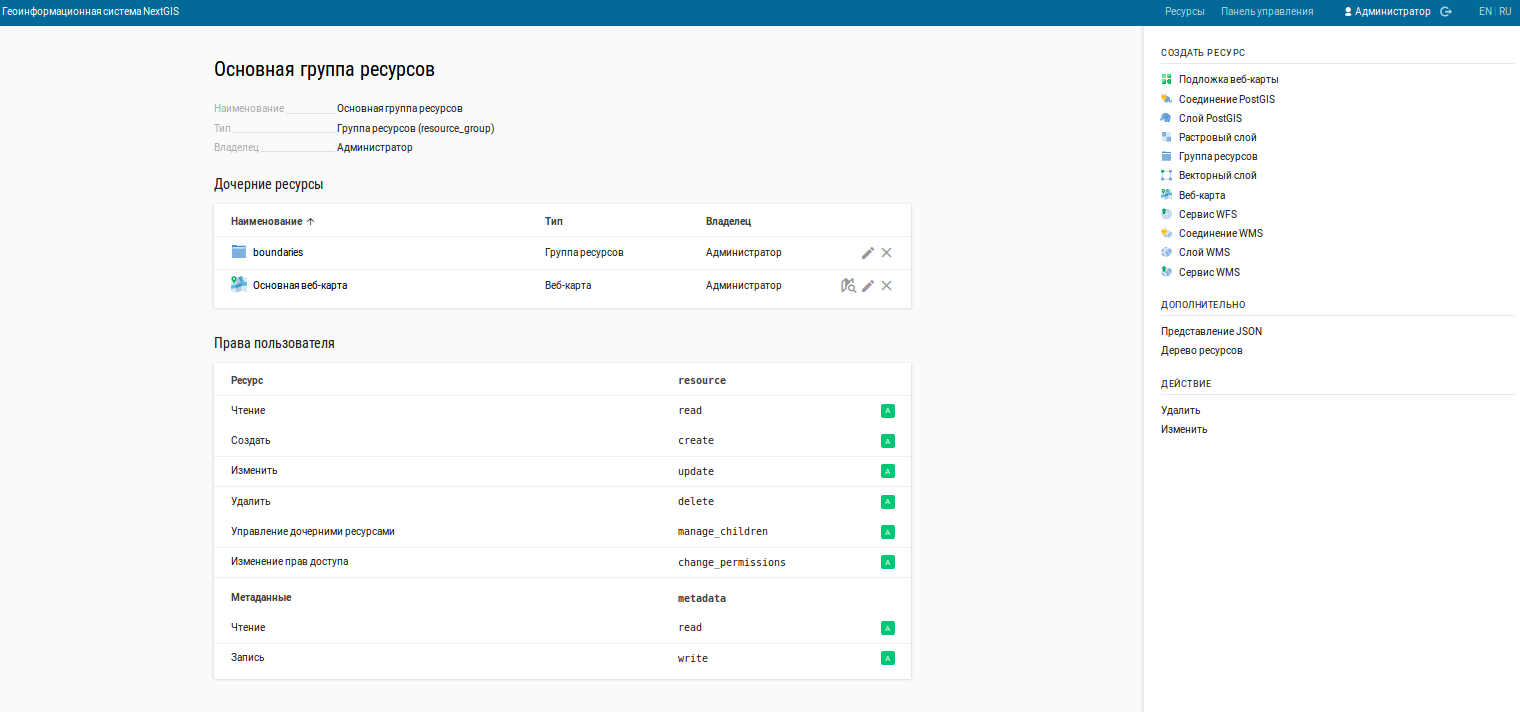 Геоинформационная система NextGIS
Ресурсы Панель управления Администратор EN | RU
Основная группа ресурсов
Наименование Основная группа ресурсов
Тип Группа ресурсов (resource_group)
Владелец Администратор
Дочерние ресурсы
Наименование ↑ Тип Владелец
boundaries Группа ресурсов Администратор
Основная веб-карта Веб-карта Администратор
Права пользователя
Ресурс resource
Чтение read A
Создать create A
Изменить update A
Удалить delete A
Управление дочерними ресурсами manage_children A
Изменение прав доступа change_permissions A
Метаданные metadata
Чтение read A
Запись write A
СОЗДАТЬ РЕСУРС
Подложка веб-карты
Соединение PostGIS
Слой PostGIS
Растровый слой
Группа ресурсов
Векторный слой
Веб-карта
Сервис WFS
Соединение WMS
Слой WMS
Сервис WMS
ДОПОЛНИТЕЛЬНО
Представление JSON
Дерево ресурсов
ДЕЙСТВИЕ
Удалить
Изменить